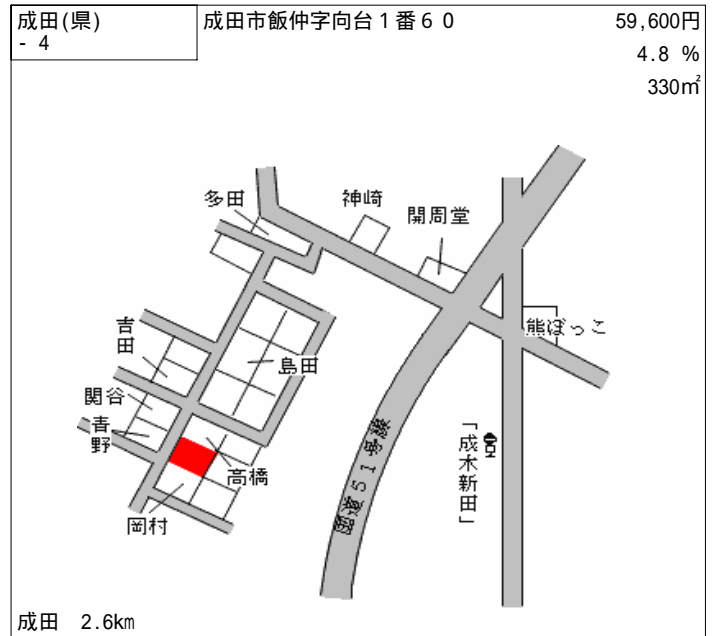 成田(県)
- 4
成田市飯仲字向台１番６０
59,600円
4.8 %
330㎡
多田
神崎
開周堂
熊ぼっこ
吉田
島田
関谷
青野
高橋
岡村
国道５１号線
「成木新田」
成田 2.6㎞